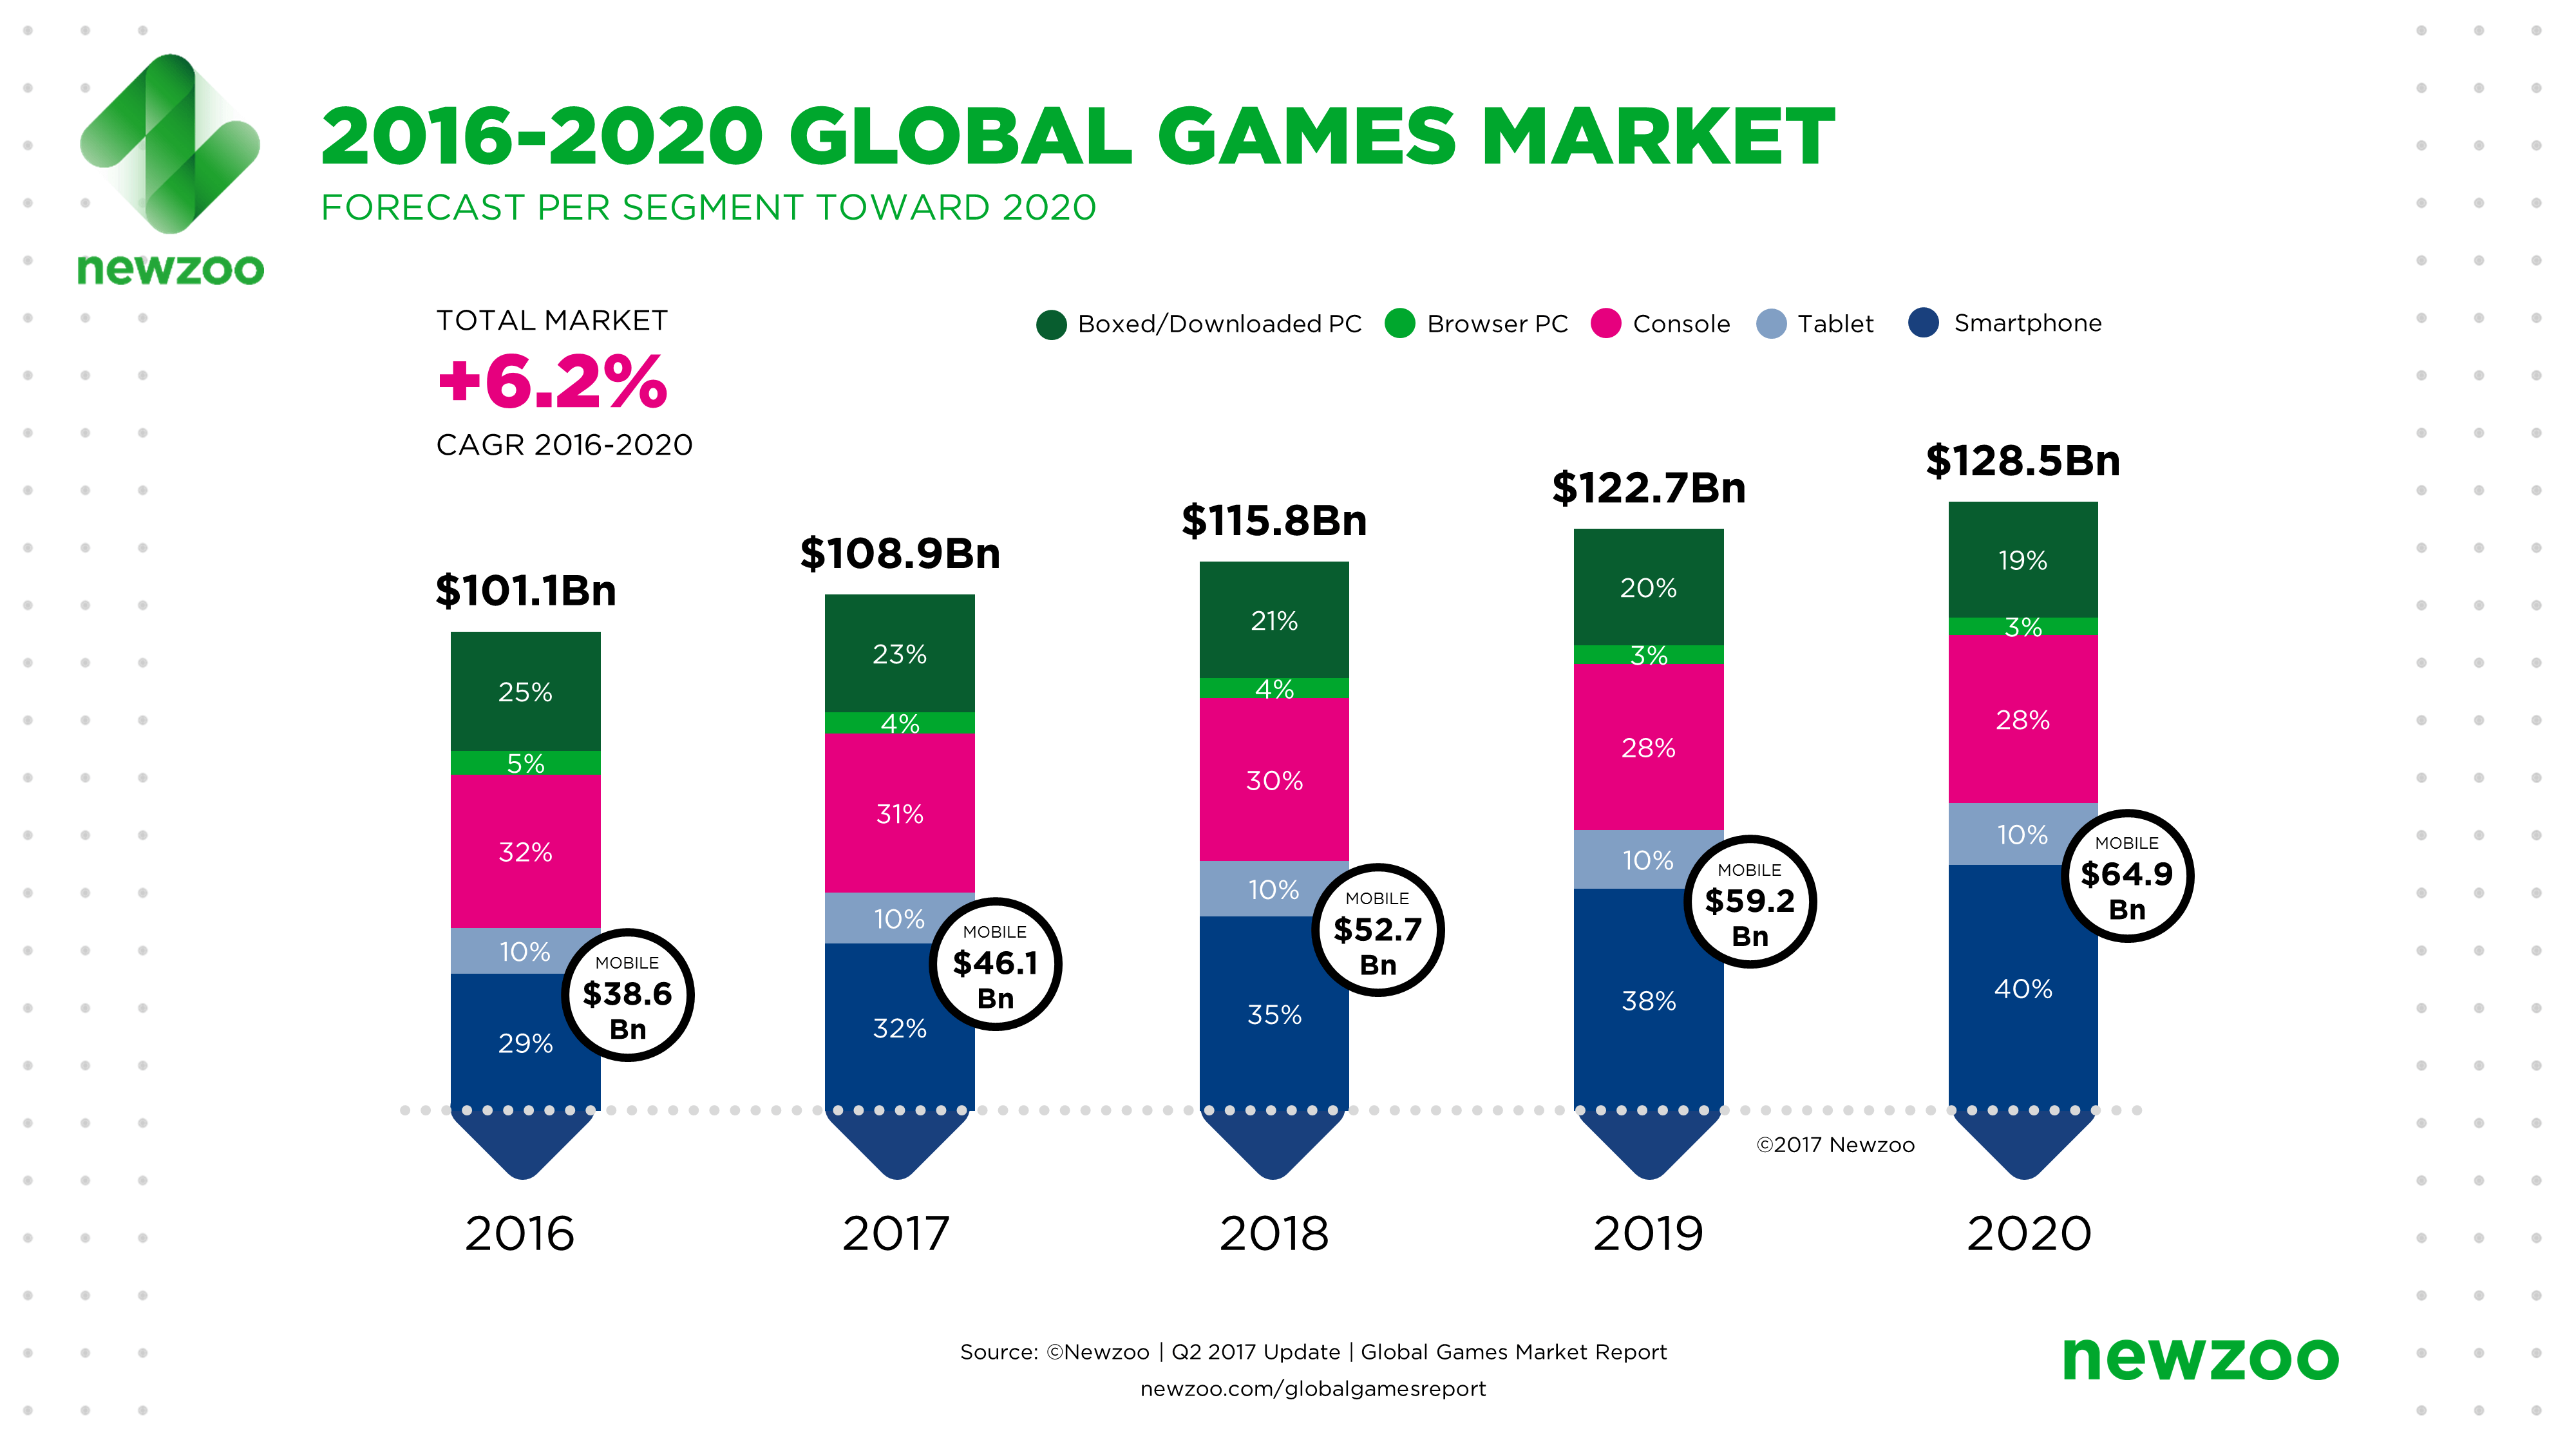 newzoo
2016-2020 GLOBAL GAMES MARKET
FORECAST PER SEGMENT TOWARD 2020
TOTAL MARKET
+6.2%
CAGR 2016-2020
Boxed/Downloaded PC Browser PC Console Tablet Smartphone
$101.1Bn
25%
5%
32%
10%
29%
MOBILE
$38.6
Bn
2016
$108.9Bn
23%
4%
31%
10%
32%
MOBILE
$46.1
Bn
2017
$115.8Bn
21%
4%
30%
10%
35%
MOBILE
$52.7
Bn
2018
$122.7Bn
20%
3%
28%
10%
38%
MOBILE
$59.2
Bn
2019
$128.5Bn
19%
3%
28%
10%
40%
MOBILE
$64.9
Bn
2020
©2017 Newzoo
Source: ©Newzoo | Q2 2017 Update | Global Games Market Report
newzoo.com/globalgamesreport
newzoo